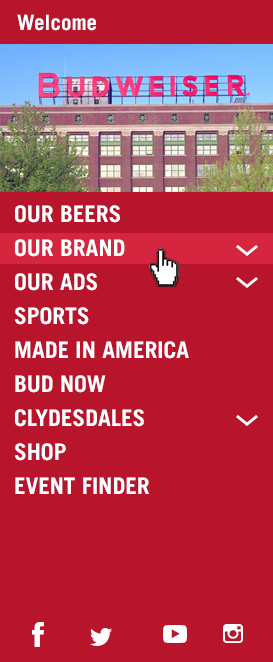 Welcome
BUDWEISER
OUR BEERS
OUR BRAND
OUR ADS
SPORTS
MADE IN AMERICA
BUD NOW
CLYDESDALES
SHOP
EVENT FINDER